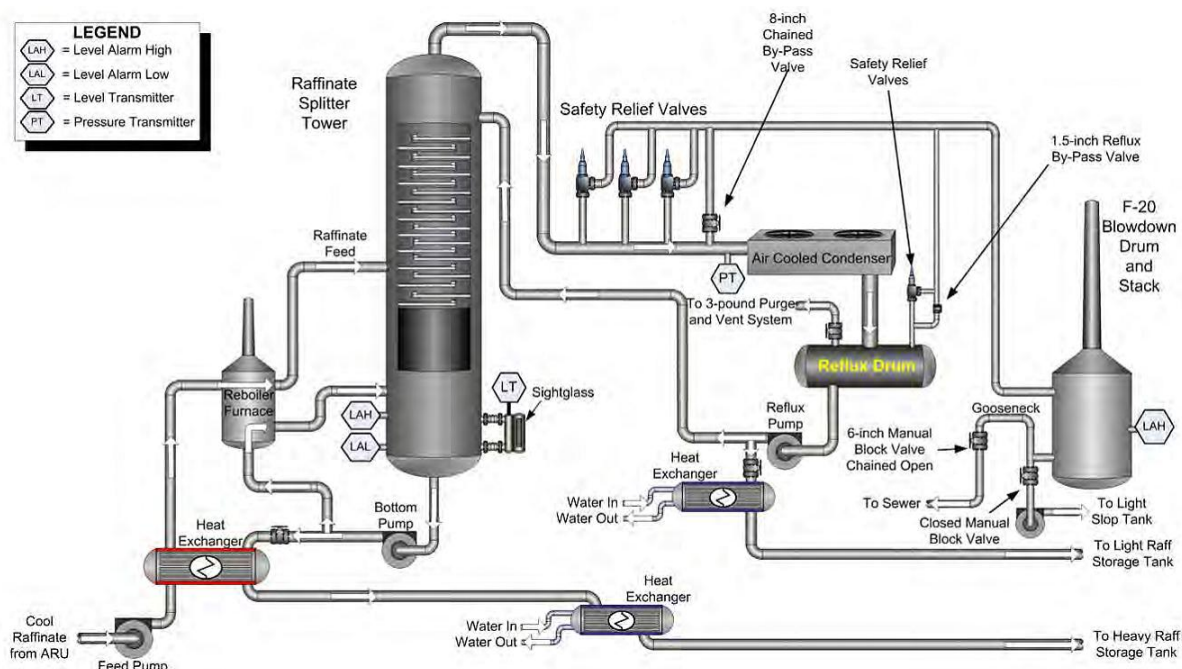 LEGEND
LAH = Level Alarm High
LAL = Level Alarm Low
LT = Level Transmitter
PT = Pressure Transmitter
Raffinate
Splitter
Tower
8-inch
Chained
By-Pass
Valve
Safety Relief
Valves
Safety Relief Valves
1.5-inch Reflux
By-Pass Valve
F-20
Blowdown
Drum
and
Stack
Raffinate
Feed
Air Cooled Condenser
PT
To 3-pound Purger
and Vent System
Reflux Drum
Reboiler
Furnace
LT
Sightglass
LAH
LAL
Reflux
Pump
Gooseneck
LAH
6-inch Manual
Block Valve
Chained Open
Heat
Exchanger
Water In
Water Out
To Sewer
Closed Manual
Block Valve
To Light
Slop Tank
Bottom
Pump
Heat
Exchanger
To Light Raff
Storage Tank
Heat
Exchanger
Water In
Water Out
Cool
Raffinate
from ARU
Feed Pump
To Heavy Raff
Storage Tank